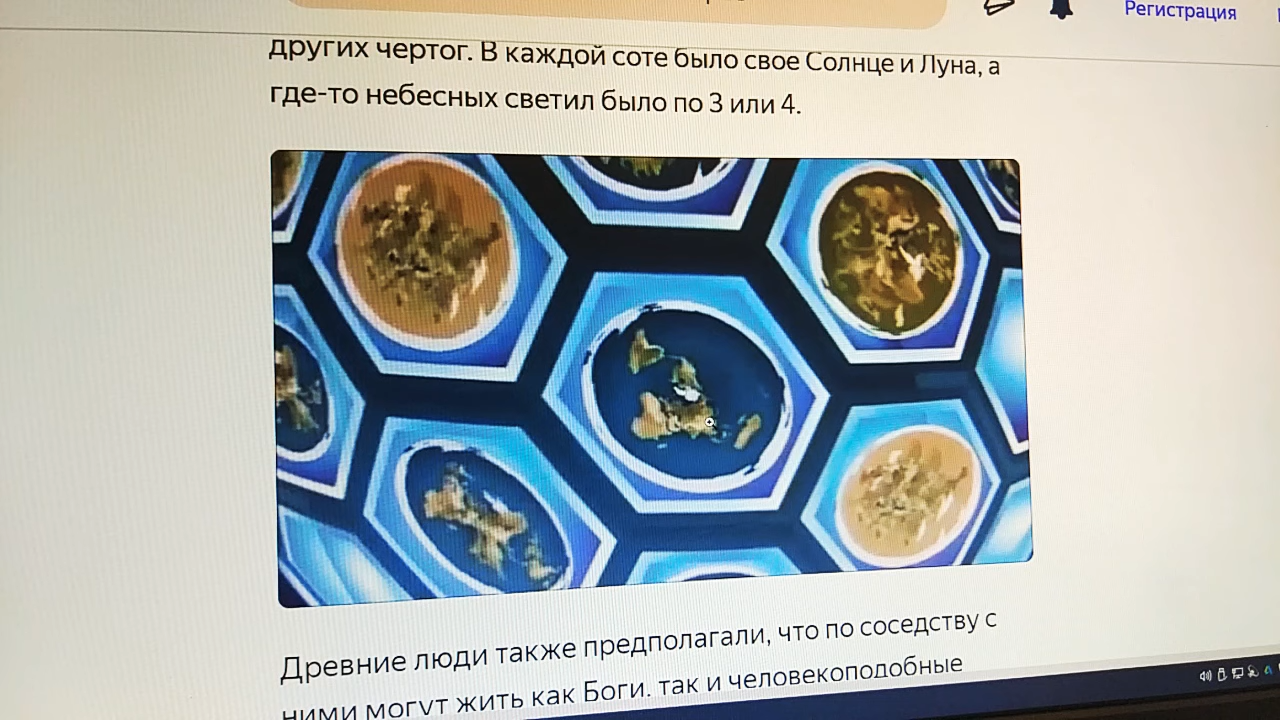 Регистрация
других чертог. В каждой соте было свое Солнце и Луна, а
где-то небесных светил было по 3 или 4.
Древние люди также предполагали, что по соседству с
ними могут жить как Боги. так и человекоподобные